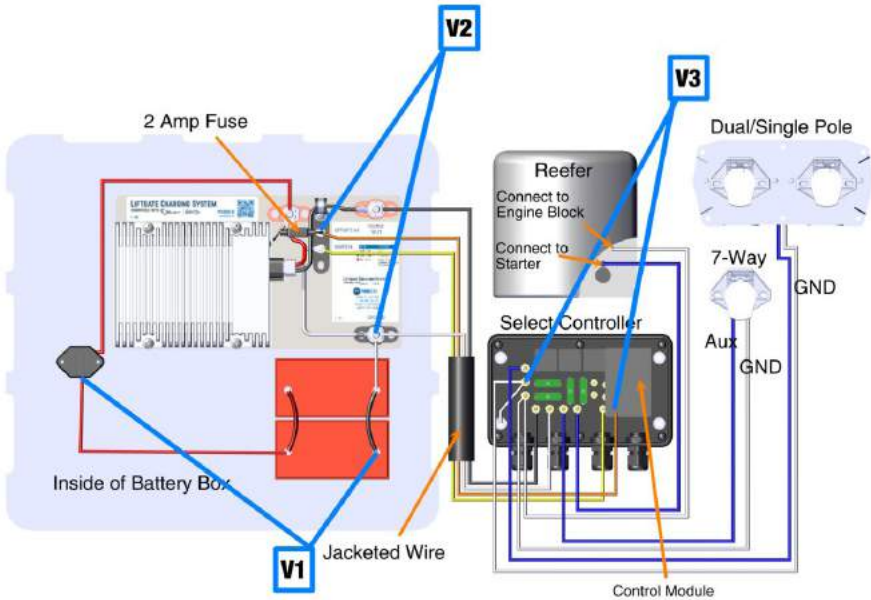 V2
V3
2 Amp Fuse
Dual/Single Pole
Reefer
Connect to
Engine Block
Connect to
Starter
LIFTGATE CHARGING SYSTEM
7-Way
GND
Select Controller
Aux
GND
Inside of Battery Box
Jacketed Wire
V1
Control Module